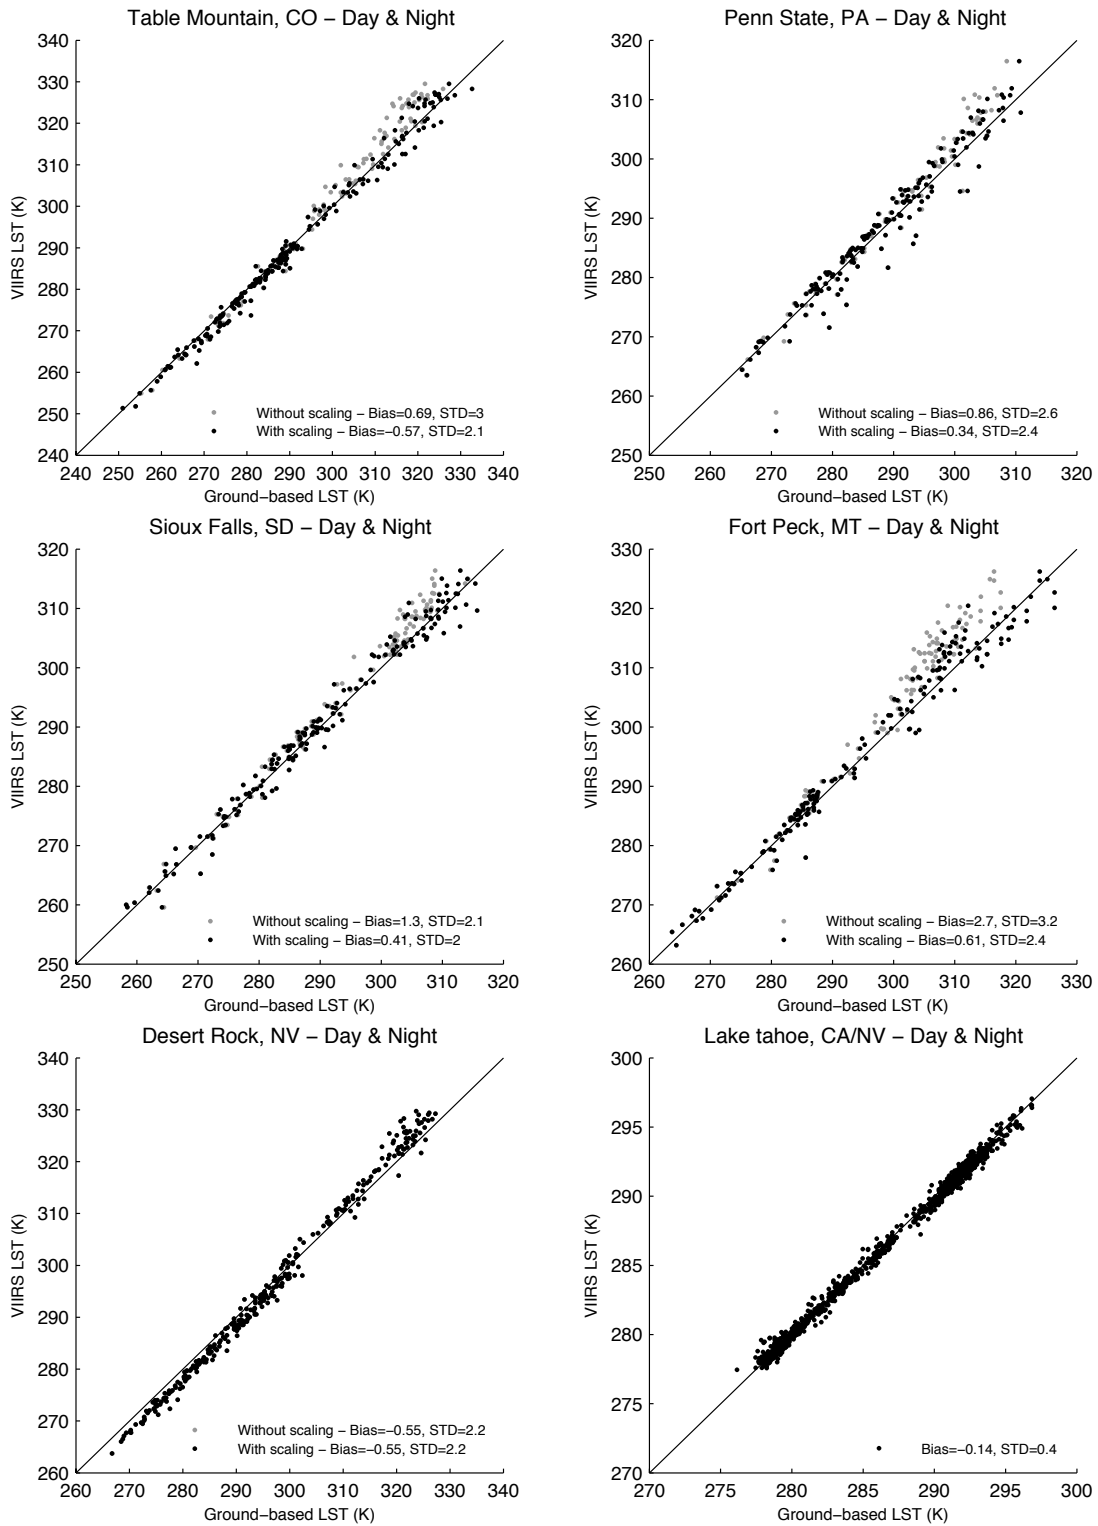 Table Mountain, CO − Day & Night
340
330
320
310
300
290
280
270
260
250
240
VIIRS LST (K)
Without scaling − Bias=0.69, STD=3
With scaling − Bias=−0.57, STD=2.1
240 250 260 270 280 290 300 310 320 330 340
Ground−based LST (K)
Penn State, PA − Day & Night
320
310
300
290
280
270
260
250
VIIRS LST (K)
Without scaling − Bias=0.86, STD=2.6
With scaling − Bias=0.34, STD=2.4
250 260 270 280 290 300 310 320
Ground−based LST (K)
Sioux Falls, SD − Day & Night
320
310
300
290
280
270
260
250
VIIRS LST (K)
Without scaling − Bias=1.3, STD=2.1
With scaling − Bias=0.41, STD=2
250 260 270 280 290 300 310 320
Ground−based LST (K)
Fort Peck, MT − Day & Night
330
320
310
300
290
280
270
260
VIIRS LST (K)
Without scaling − Bias=2.7, STD=3.2
With scaling − Bias=0.61, STD=2.4
260 270 280 290 300 310 320 330
Ground−based LST (K)
Desert Rock, NV − Day & Night
340
330
320
310
300
290
280
270
260
VIIRS LST (K)
Without scaling − Bias=−0.55, STD=2.2
With scaling − Bias=−0.55, STD=2.2
260 270 280 290 300 310 320 330 340
Ground−based LST (K)
Lake tahoe, CA/NV − Day & Night
300
295
290
285
280
275
270
VIIRS LST (K)
Bias=−0.14, STD=0.4
270 275 280 285 290 295 300
Ground−based LST (K)